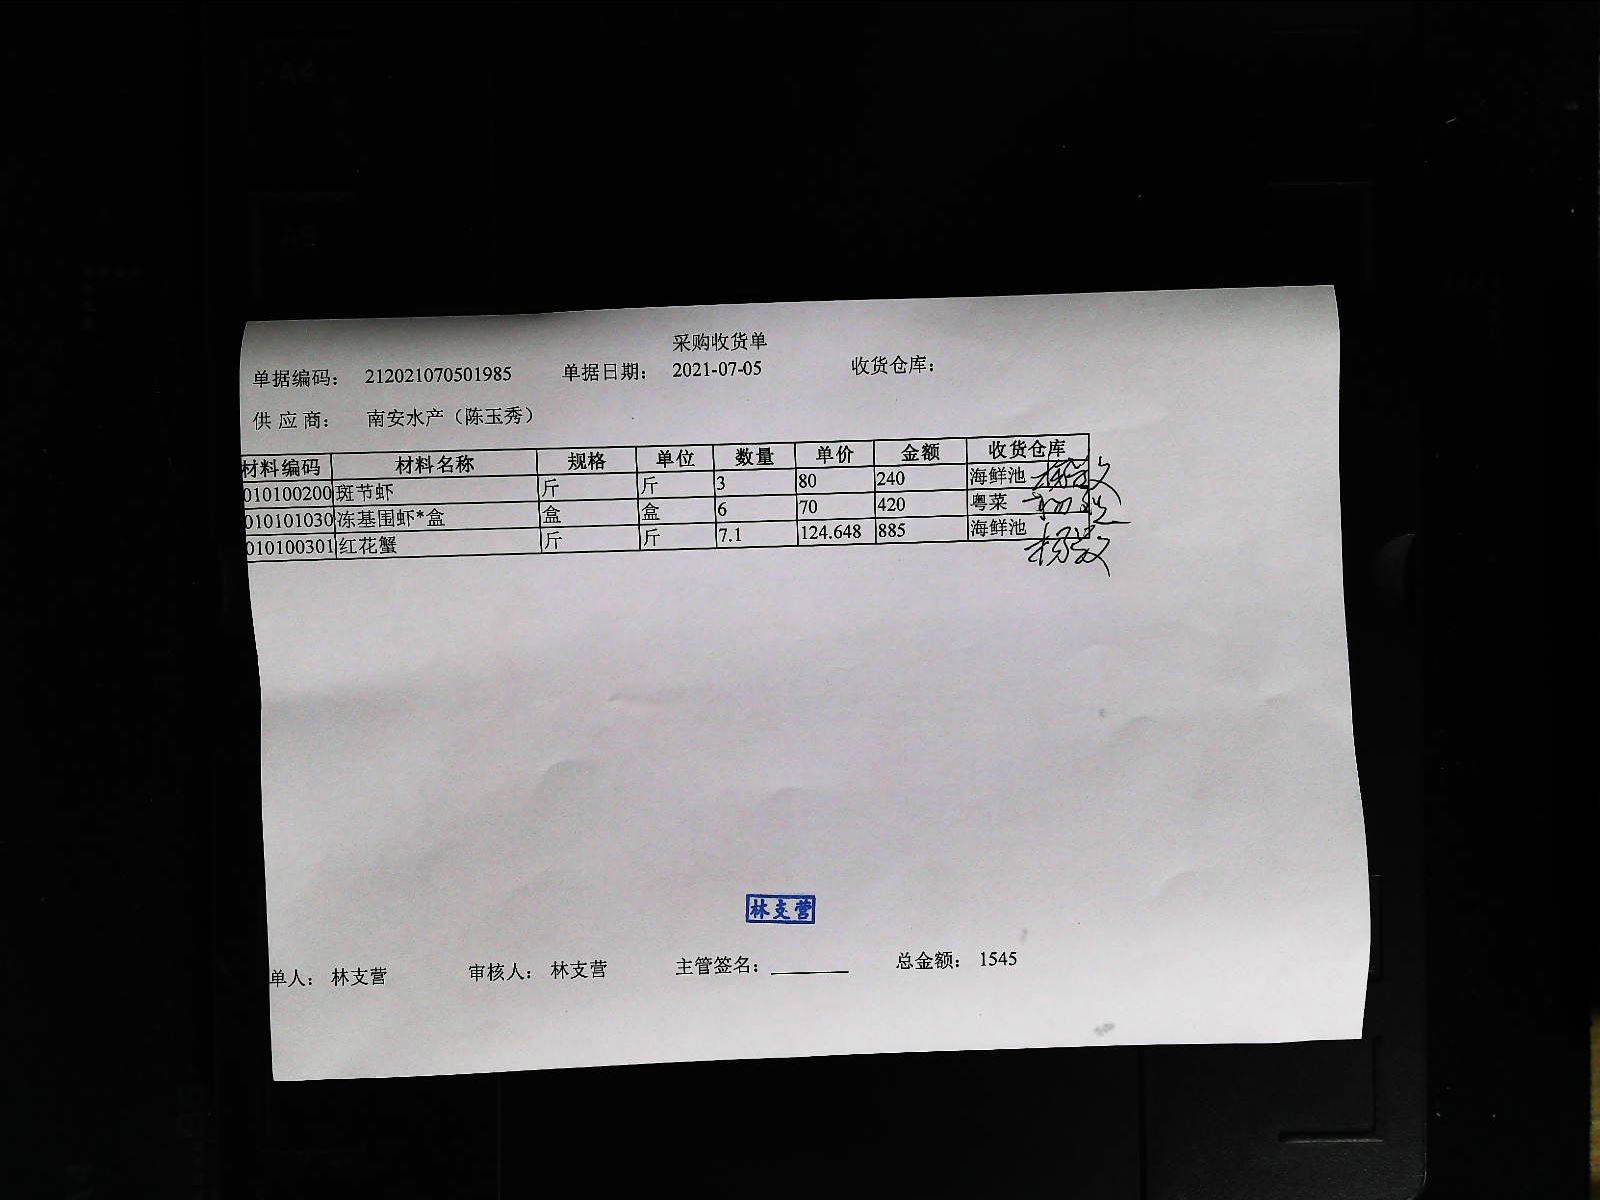 采购收货单
单据编码： 212021070501985 单据日期： 2021-07-05 收货仓库：
供 应 商： 南安水产（陈玉秀）
材料编码 材料名称 规格 单位 数量 单价 金额 收货仓库
010100200 斑节虾 斤 斤 3 80 240 海鲜池
010101030 冻基围虾*盒 盒 盒 6 70 420 粤菜
010100301 红花蟹 斤 斤 7.1 124.648 885 海鲜池
林支营
单人： 林支营 审核人： 林支营 主管签名： 总金额： 1545